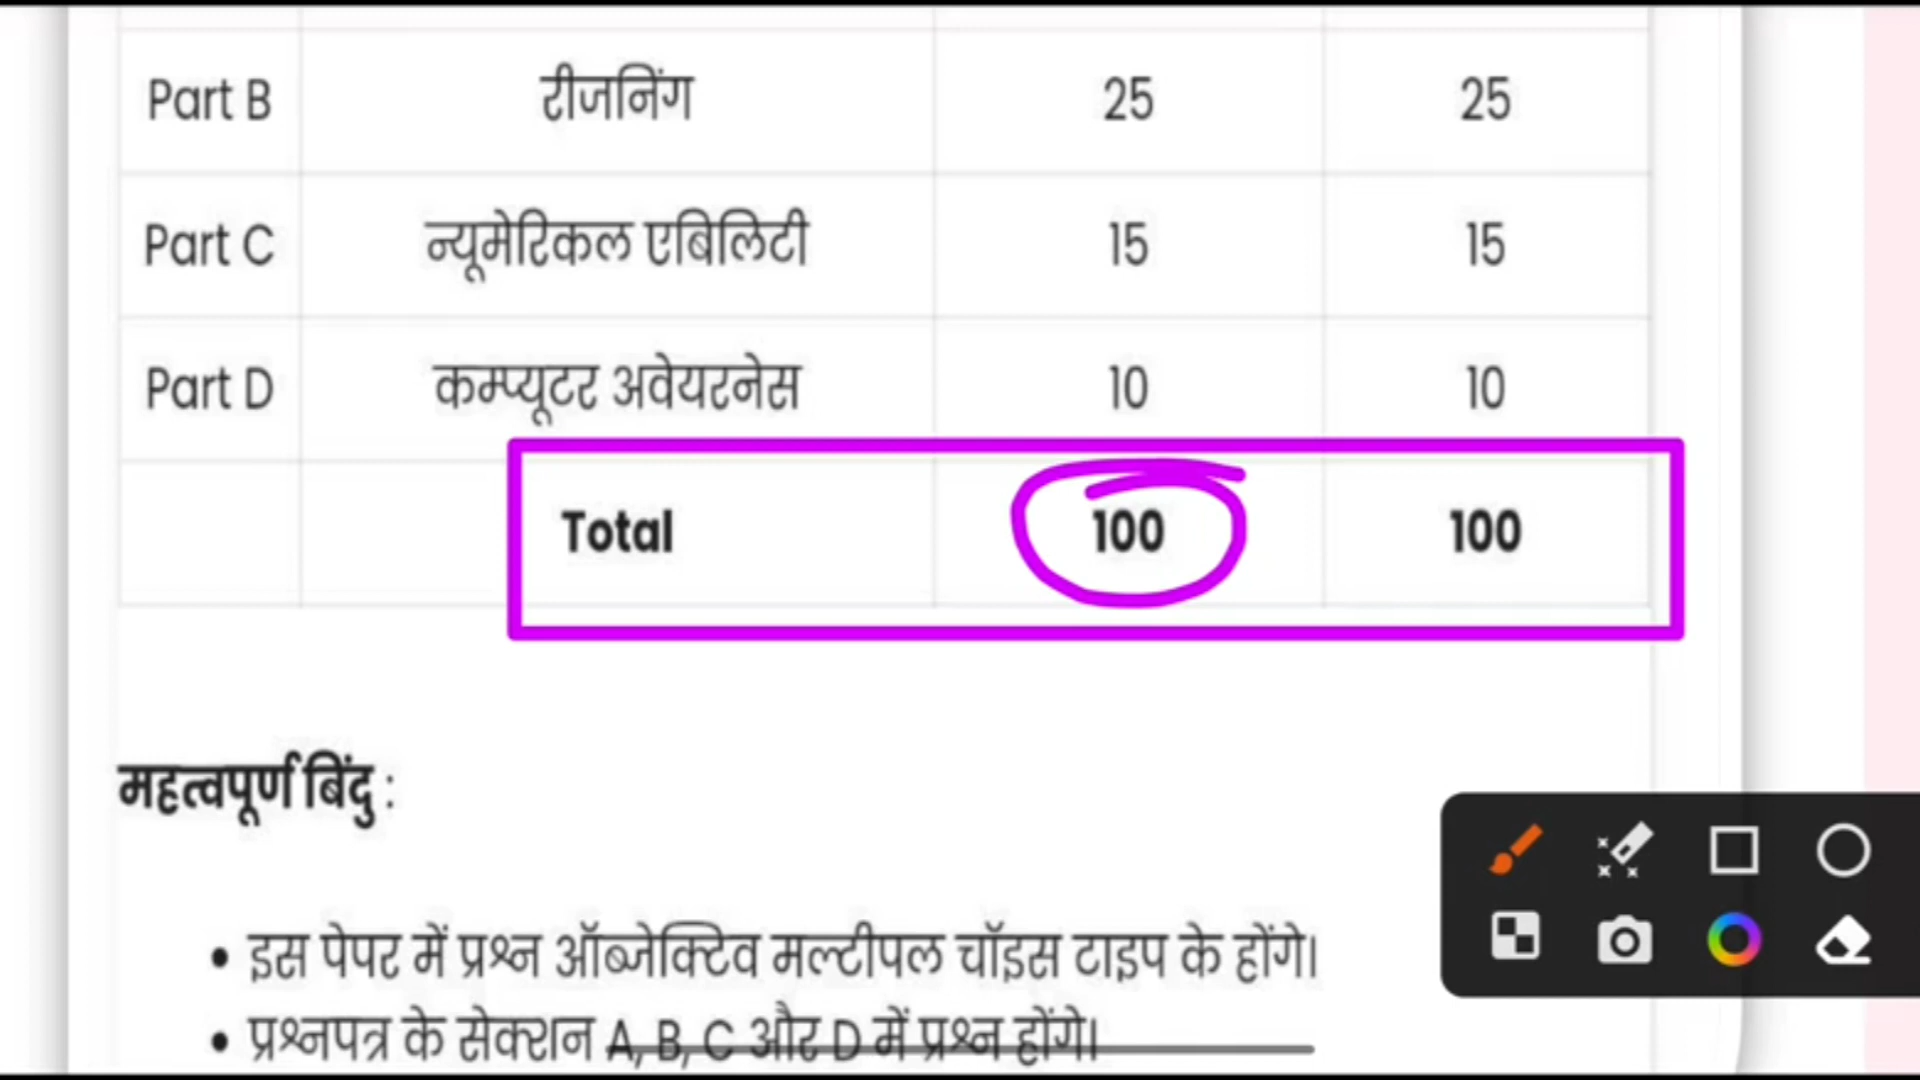 Part B रीजनिंग 25 25
Part C न्यूमेरिकल एबिलिटी 15 15
Part D कम्प्यूटर अवेयरनेस 10 10
Total 100 100
महत्वपूर्ण बिंदु :
• इस पेपर में प्रश्न ऑब्जेक्टिव मल्टीपल चॉइस टाइप के होंगे।
• प्रश्नपत्र के सेक्शन A, B, C और D में प्रश्न होंगे।